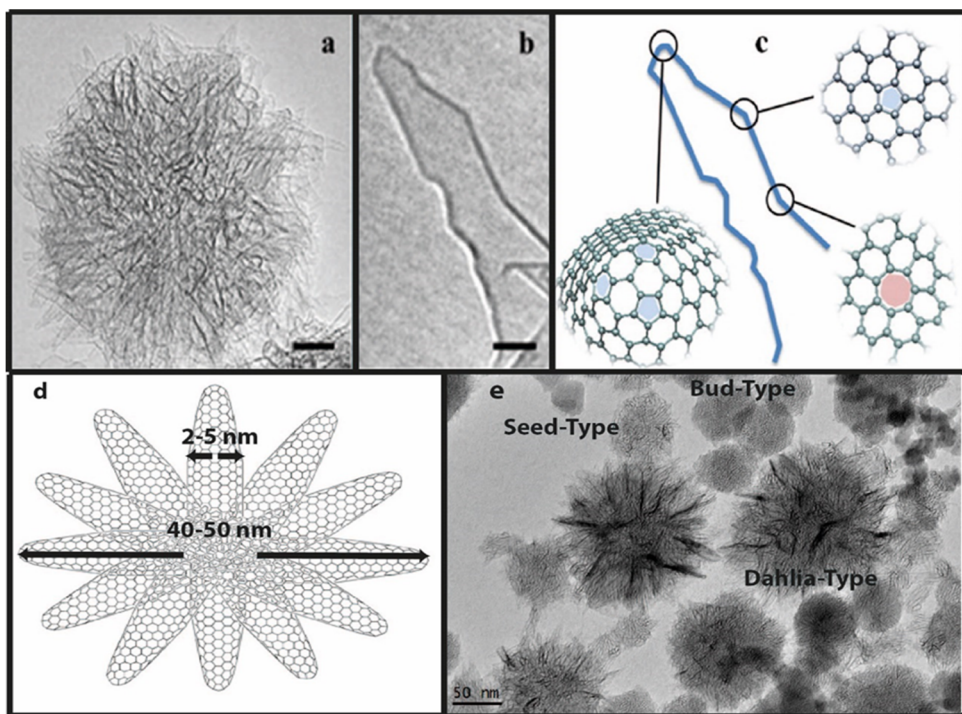 a
b
c
d
2-5 nm
40-50 nm
e
Bud-Type
Seed-Type
Dahlia-Type
50 nm